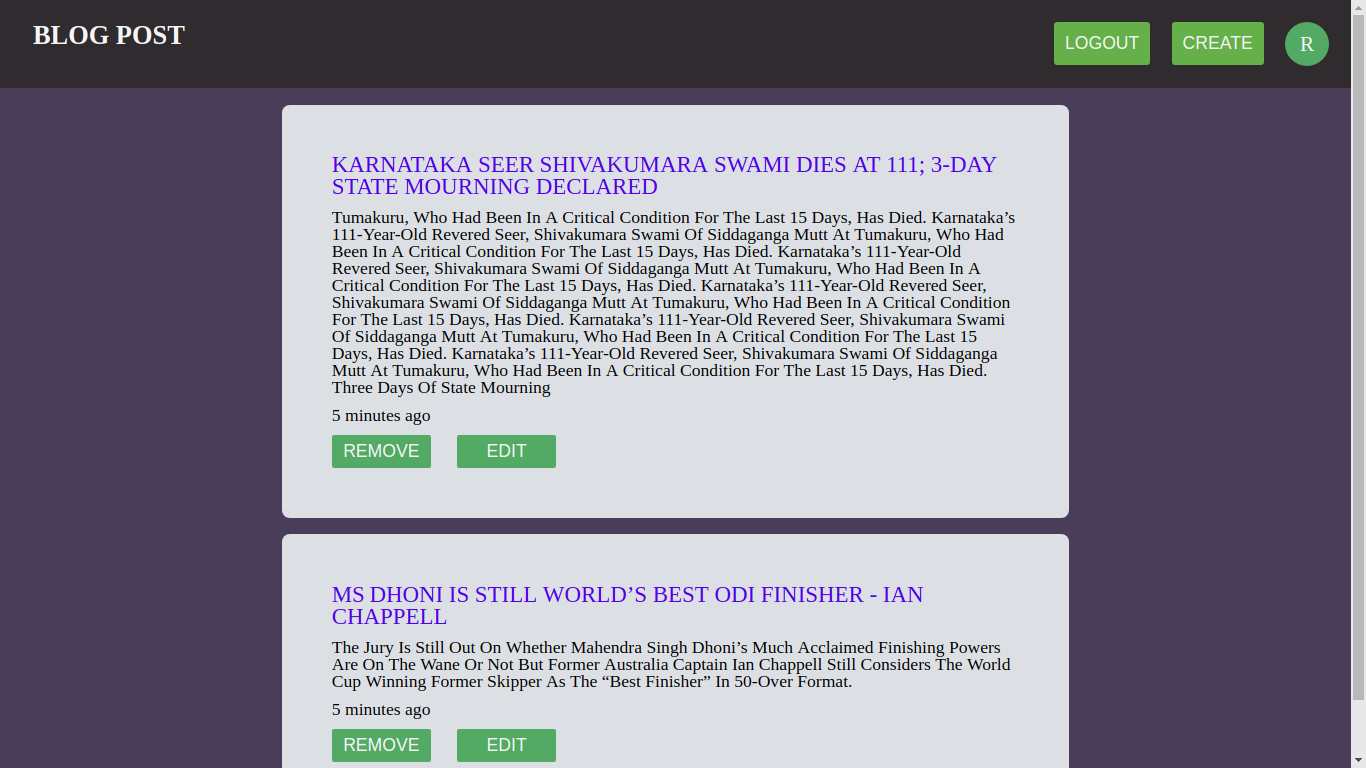 BLOG POST
LOGOUT
CREATE
R
KARNATAKA SEER SHIVAKUMARA SWAMI DIES AT 111; 3-DAY
STATE MOURNING DECLARED
Tumakuru, Who Had Been In A Critical Condition For The Last 15 Days, Has Died. Karnataka’s
111-Year-Old Revered Seer, Shivakumara Swami Of Siddaganga Mutt At Tumakuru, Who Had
Been In A Critical Condition For The Last 15 Days, Has Died. Karnataka’s 111-Year-Old
Revered Seer, Shivakumara Swami Of Siddaganga Mutt At Tumakuru, Who Had Been In A
Critical Condition For The Last 15 Days, Has Died. Karnataka’s 111-Year-Old Revered Seer,
Shivakumara Swami Of Siddaganga Mutt At Tumakuru, Who Had Been In A Critical Condition
For The Last 15 Days, Has Died. Karnataka’s 111-Year-Old Revered Seer, Shivakumara Swami
Of Siddaganga Mutt At Tumakuru, Who Had Been In A Critical Condition For The Last 15
Days, Has Died. Karnataka’s 111-Year-Old Revered Seer, Shivakumara Swami Of Siddaganga
Mutt At Tumakuru, Who Had Been In A Critical Condition For The Last 15 Days, Has Died.
Three Days Of State Mourning
5 minutes ago
REMOVE
EDIT
MS DHONI IS STILL WORLD’S BEST ODI FINISHER - IAN
CHAPPELL
The Jury Is Still Out On Whether Mahendra Singh Dhoni’s Much Acclaimed Finishing Powers
Are On The Wane Or Not But Former Australia Captain Ian Chappell Still Considers The World
Cup Winning Former Skipper As The “Best Finisher” In 50-Over Format.
5 minutes ago
REMOVE
EDIT